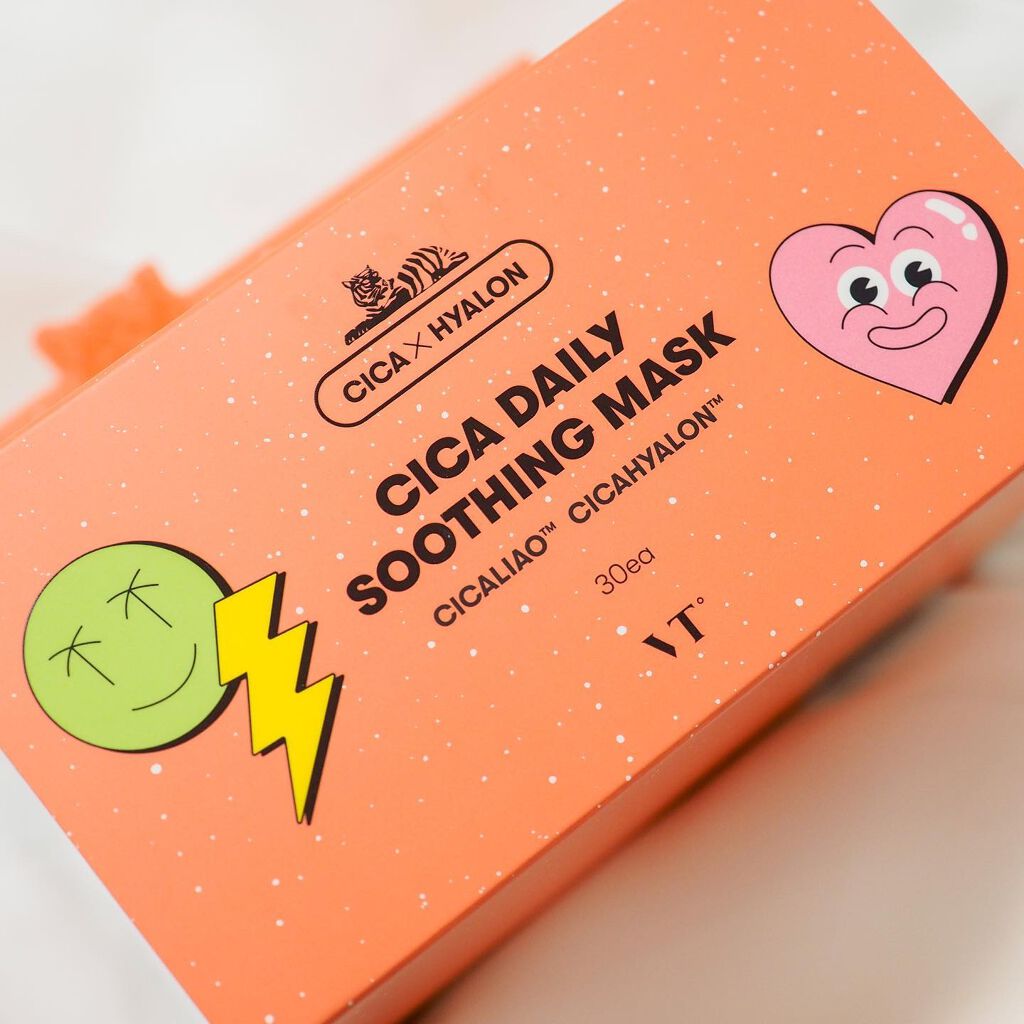 CICA × HYALON
CICA DAILY
SOOTHING MASK
CICALIAO™ CICAHYALON™
30ea
VT°